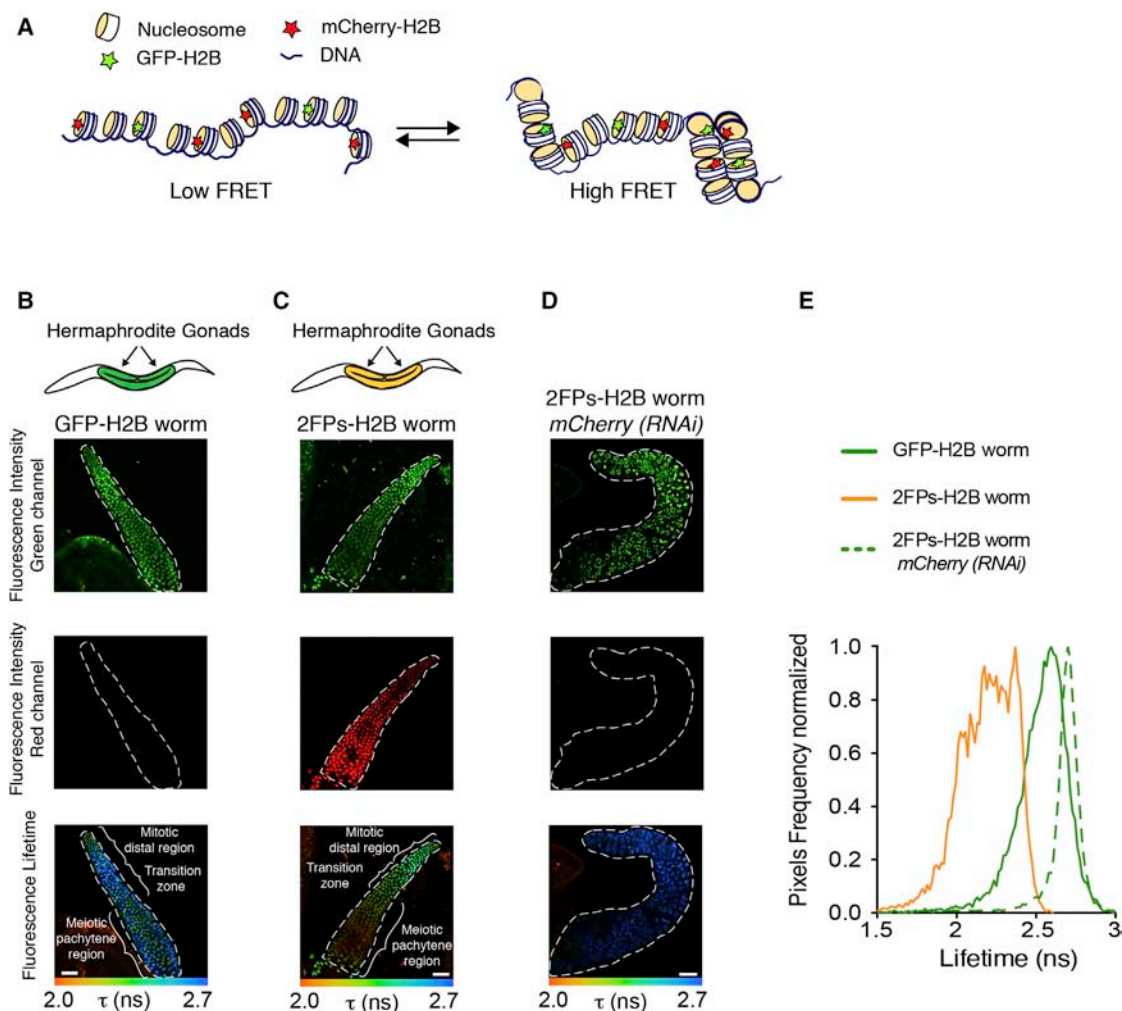 A
Nucleosome
mCherry-H2B
GFP-H2B
DNA
Low FRET
High FRET
B
C
D
E
Hermaphrodite Gonads
Hermaphrodite Gonads
GFP-H2B worm
2FPs-H2B worm
2FPs-H2B worm
mCherry (RNAi)
GFP-H2B worm
2FPs-H2B worm
2FPs-H2B worm
mCherry (RNAi)
Fluorescence Intensity
Green channel
Fluorescence Intensity
Red channel
Fluorescence Lifetime
Mitotic distal region
Transition
zone
Meiotic
pachytene
region
2.0
2.7
τ (ns)
Mitotic
distal region
Transition
zone
Meiotic
pachytene
region
2.0
2.7
τ (ns)
2.0
2.7
τ (ns)
Pixels Frequency normalized
1.0
0.8
0.6
0.4
0.2
0.0
1.5
2
2.5
3
Lifetime (ns)